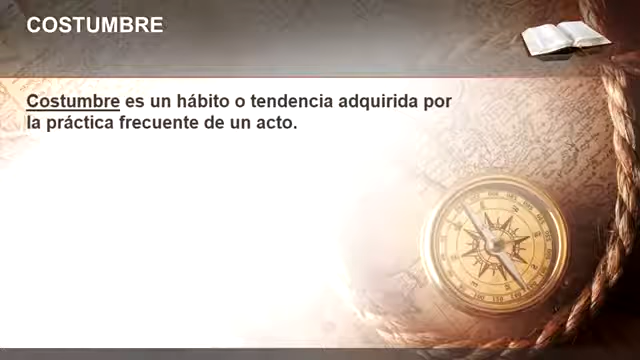 COSTUMBRE
Costumbre es un hábito o tendencia adquirida por
la práctica frecuente de un acto.